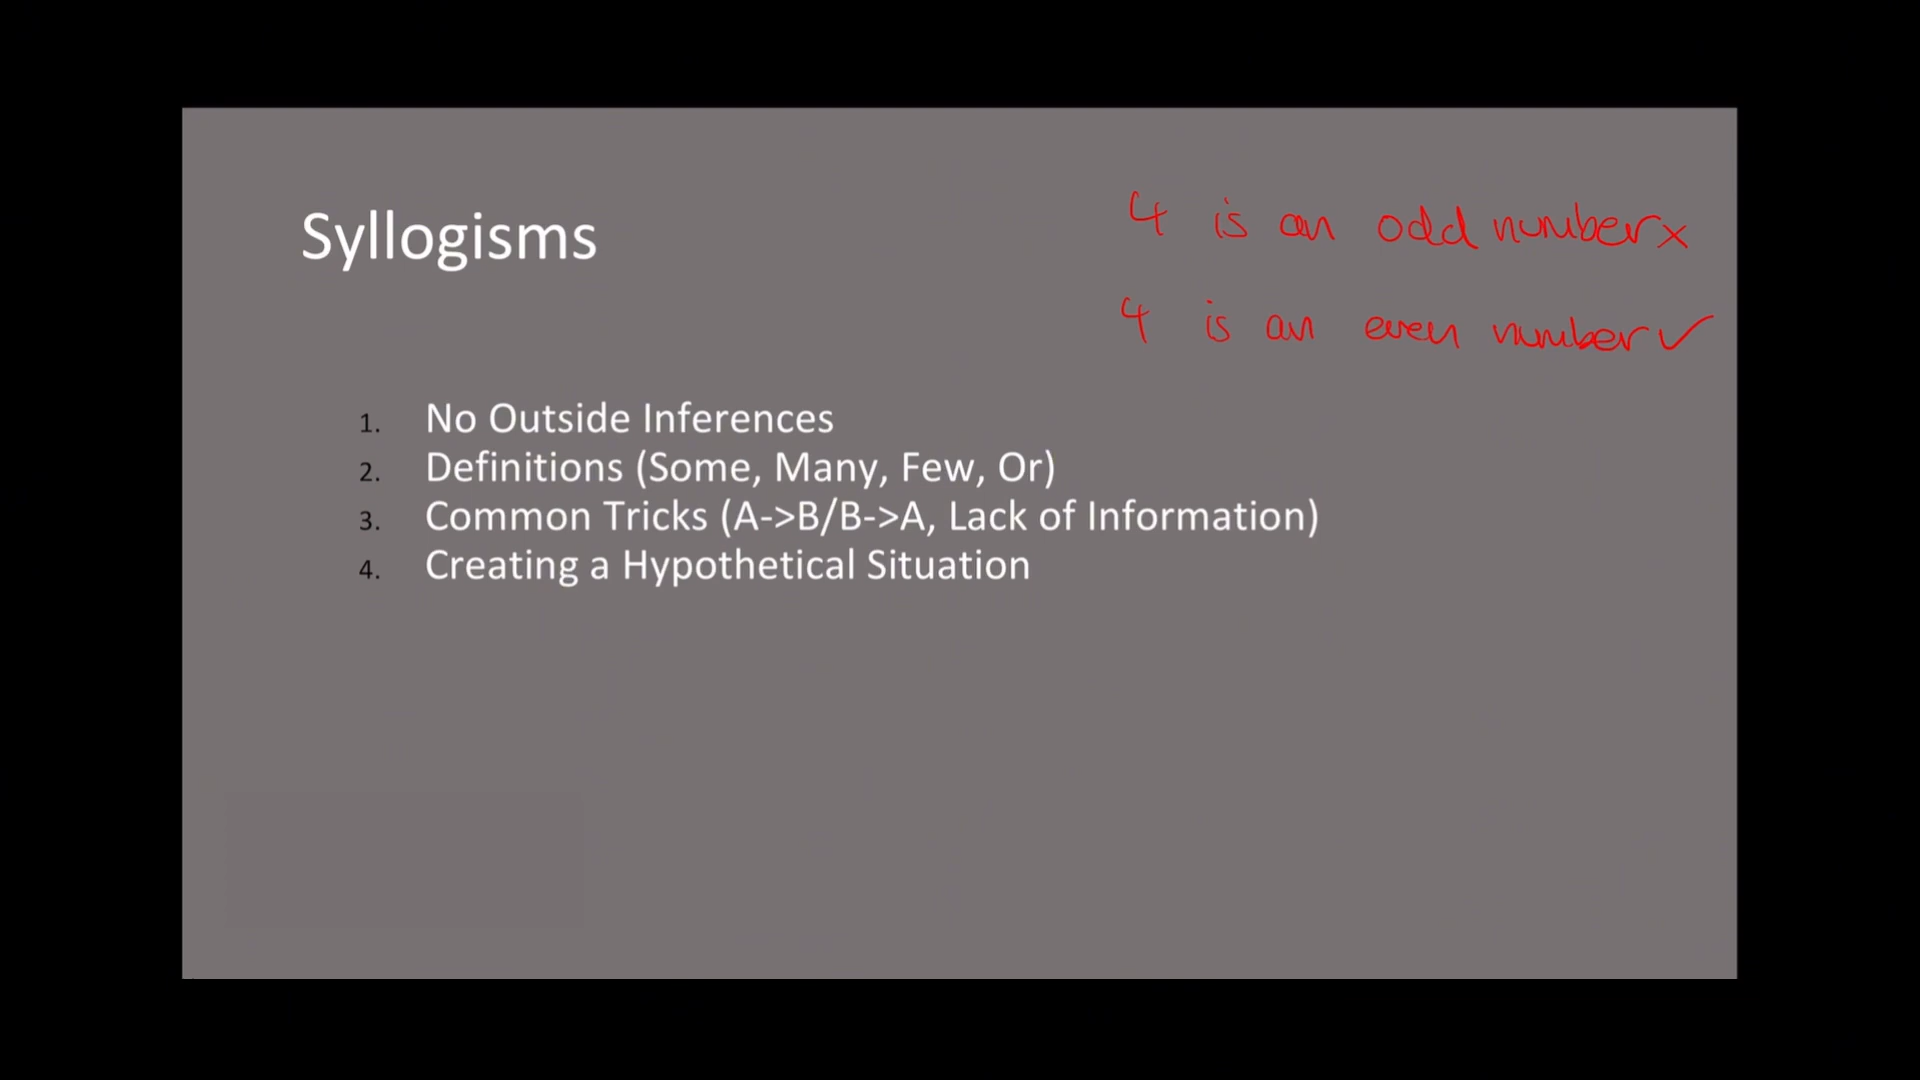 Syllogisms
4 is an odd number x
4 is an even number ✓
1. No Outside Inferences
2. Definitions (Some, Many, Few, Or)
3. Common Tricks (A->B/B->A, Lack of Information)
4. Creating a Hypothetical Situation